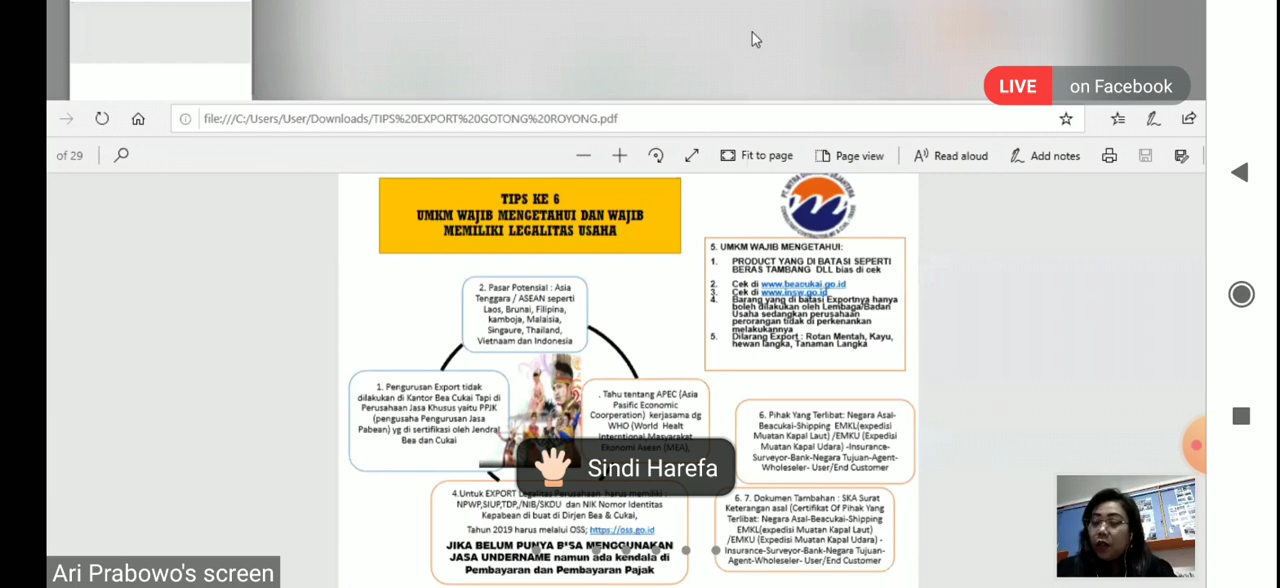 LIVE on Facebook
file:///C:/Users/User/Downloads/TIPS%20EXPORT%20GOTONG%20ROYONG.pdf
of 29
Fit to page
Page view
Read aloud
Add notes
TIPS KE 6
UMKM WAJIB MENGETAHUI DAN WAJIB
MEMILIKI LEGALITAS USAHA
5. UMKM WAJIB MENGETAHUI:
1. PRODUCT YANG DI BATASI SEPERTI
BERAS TAMBANG DLL bias di cek
2. Cek di www.beacukai.go.id
3. Cek di www.insw.go.id
4. Barang yang di batasi Exportnya hanya
boleh dilakukan oleh Lembaga/Badan
Usaha sedangkan perusahaan
perorangan tidak di perkenankan
melakukannya
5. Dilarang Export : Rotan Mentah, Kayu,
hewan langka, Tanaman Langka
2. Pasar Potensial : Asia
Tenggara / ASEAN seperti
Laos, Brunai, Filipina,
kamboja, Malaisia,
Singaure, Thailand,
Vietnaam dan Indonesia
1. Pengurusan Export tidak
dilakukan di Kantor Bea Cukai Tapi di
Perusahaan Jasa Khusus yaitu PPJK
(pengusaha Pengurusan Jasa
Pabean) yg di sertifikasi oleh Jendral
Bea dan Cukai
. Tahu tentang APEC (Asia
Pasific Economic
Coorperation) kerjasama dg
WHO (World Healt
Interntional,Masyarakat
Ekonomi Asean (MEA),
Sindi Harefa
6. Pihak Yang Terlibat: Negara Asal-
Beacukai-Shipping EMKL(expedisi
Muatan Kapal Laut) /EMKU (Expedisi
Muatan Kapal Udara) -Insurance-
Surveyor-Bank-Negara Tujuan-Agent-
Wholeseler- User/End Customer
4.Untuk EXPORT Legalitas Perusahaan harus memiliki :
NPWP,SIUP,TDP,/NIB/SKDU dan NIK Nomor Identitas
Kepabean di buat di Dirjen Bea & Cukai,
Tahun 2019 harus melalui OSS; https://oss.go.id
JIKA BELUM PUNYA BISA MENGGUNAKAN
JASA UNDERNAME namun ada kendala di
Pembayaran dan Pembayaran Pajak
6. 7. Dokumen Tambahan : SKA Surat
Keterangan asal (Certifikat Of Pihak Yang
Terlibat: Negara Asal-Beacukai-Shipping
EMKL(expedisi Muatan Kapal Laut)
/EMKU (Expedisi Muatan Kapal Udara) -
Insurance-Surveyor-Bank-Negara Tujuan-
Agent-Wholeseler- User/End Customer
Ari Prabowo's screen